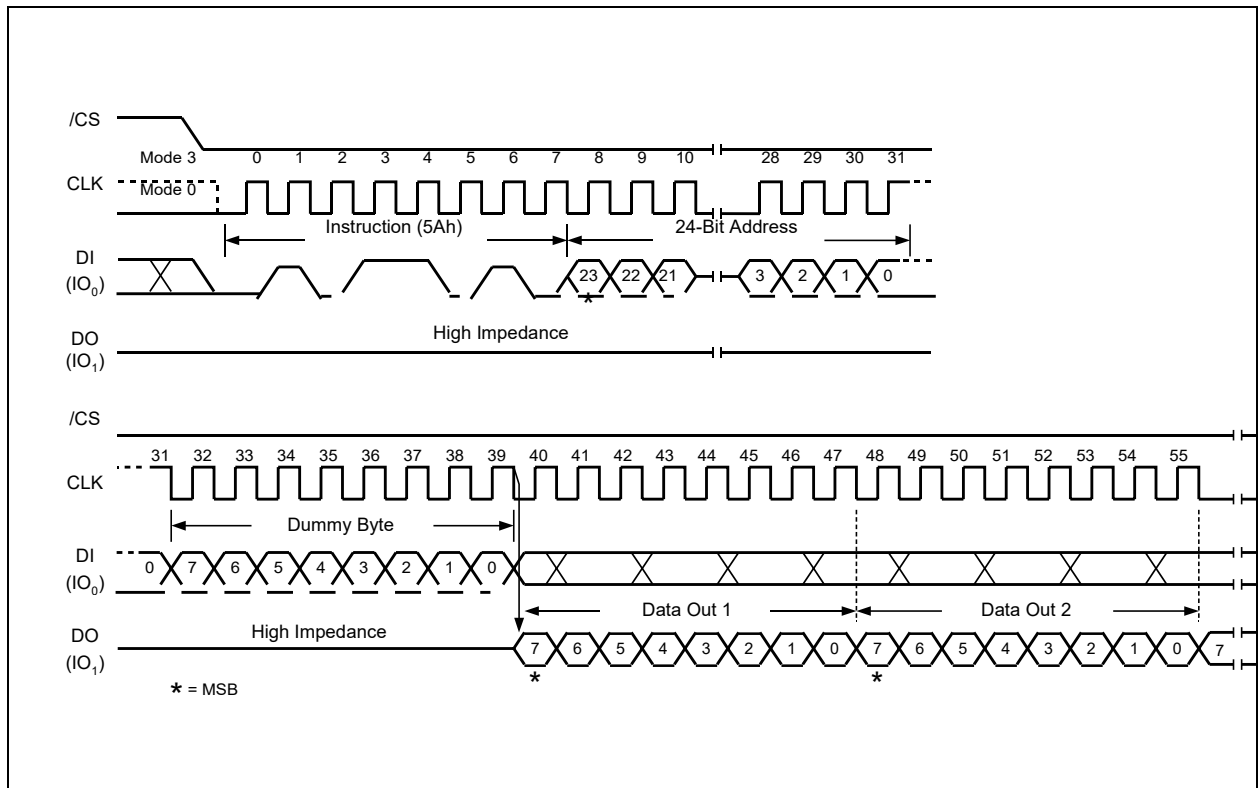 /CS
Mode 3 0 1 2 3 4 5 6 7 8 9 10 28 29 30 31
CLK Mode 0
Instruction (5Ah) 24-Bit Address
DI
(IO0) 23 22 21 3 2 1 0
*
High Impedance
DO
(IO1)
/CS
31 32 33 34 35 36 37 38 39 40 41 42 43 44 45 46 47 48 49 50 51 52 53 54 55
CLK
Dummy Byte
DI
(IO0) 0 7 6 5 4 3 2 1 0
Data Out 1 Data Out 2
High Impedance
DO
(IO1) 7 6 5 4 3 2 1 0 7 6 5 4 3 2 1 0 7
* *
* = MSB